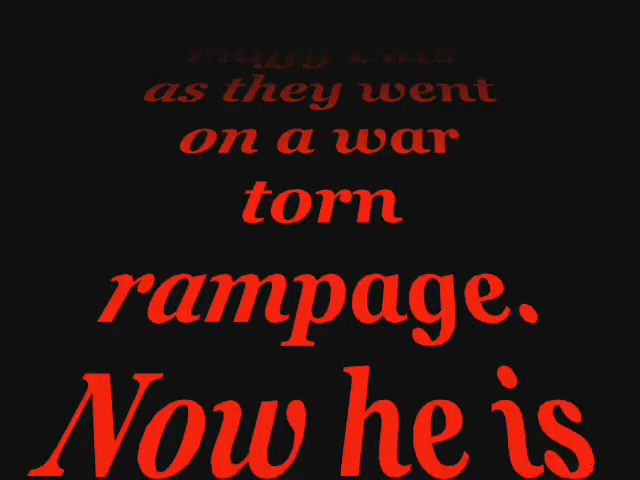 as they went
on a war
torn
rampage.
Now he is